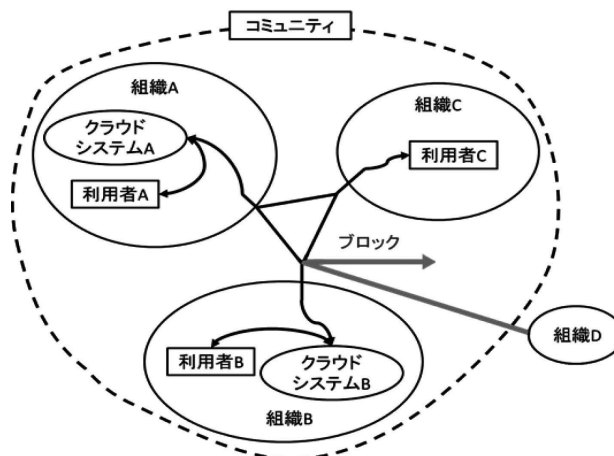 コミュニティ
組織A
クラウド
システムA
利用者A
組織C
利用者C
ブロック
組織D
利用者B
クラウド
システムB
組織B